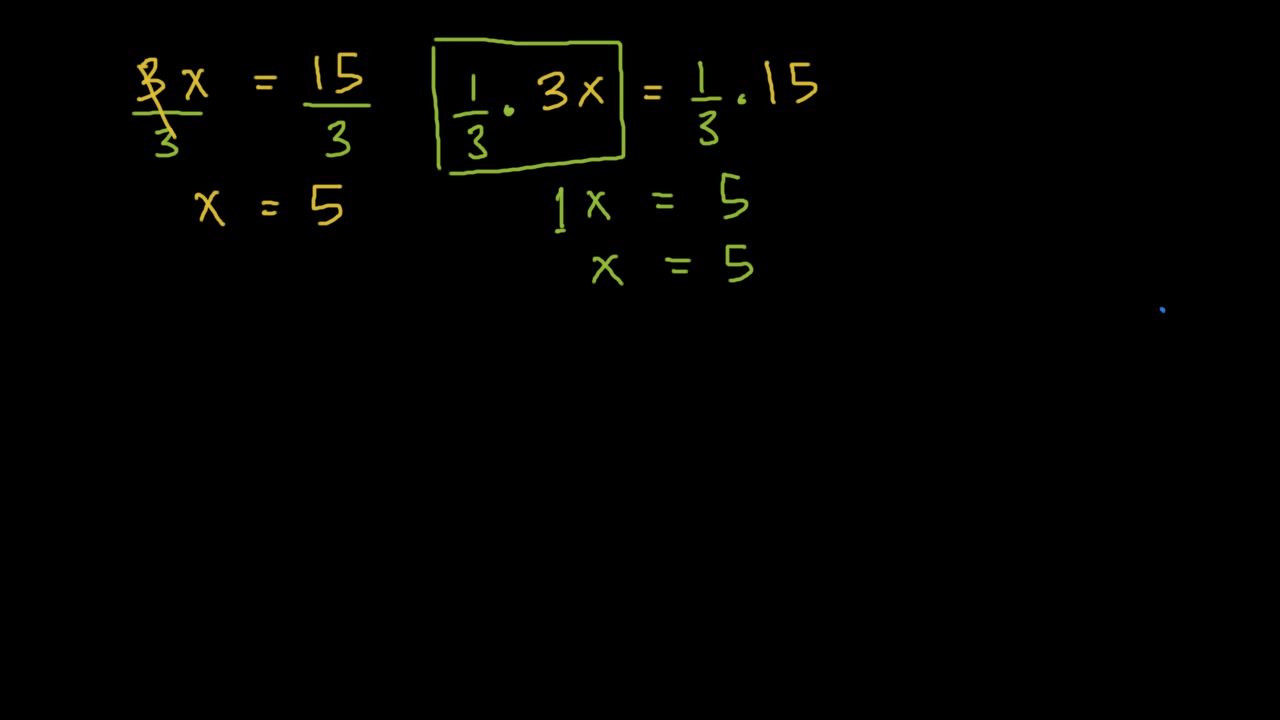 3x/3 = 15/3
x = 5
1/3 · 3x = 1/3 · 15
1x = 5
x = 5